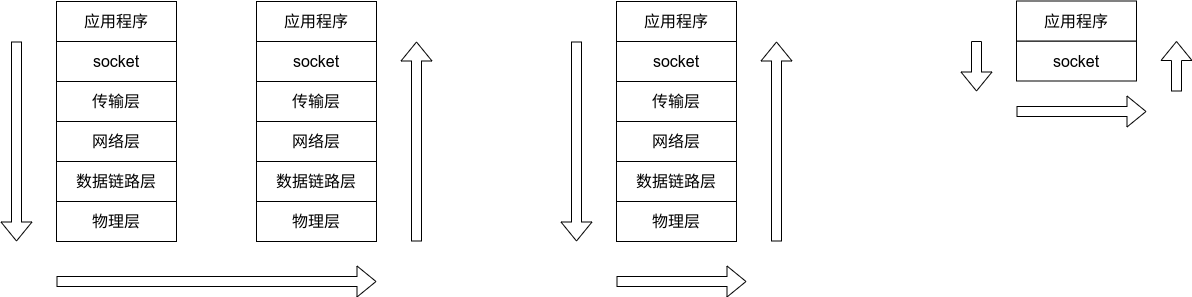 应用程序
socket
传输层
网络层
数据链路层
物理层
应用程序
socket
传输层
网络层
数据链路层
物理层
应用程序
socket
传输层
网络层
数据链路层
物理层
应用程序
socket